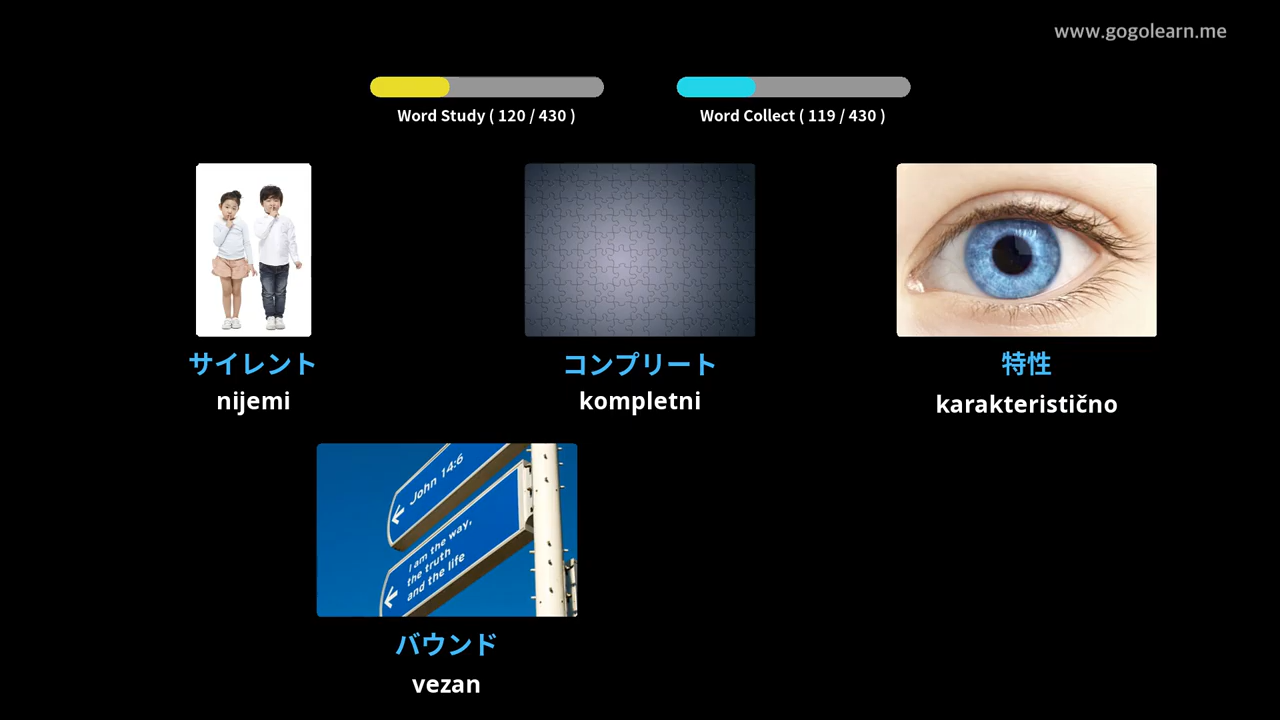 www.gogolearn.me
Word Study ( 120 / 430 )
Word Collect ( 119 / 430 )
サイレント
nijemi
コンプリート
kompletni
特性
karakteristično
John 14:6
I am the way,
the truth
and the life
バウンド
vezan